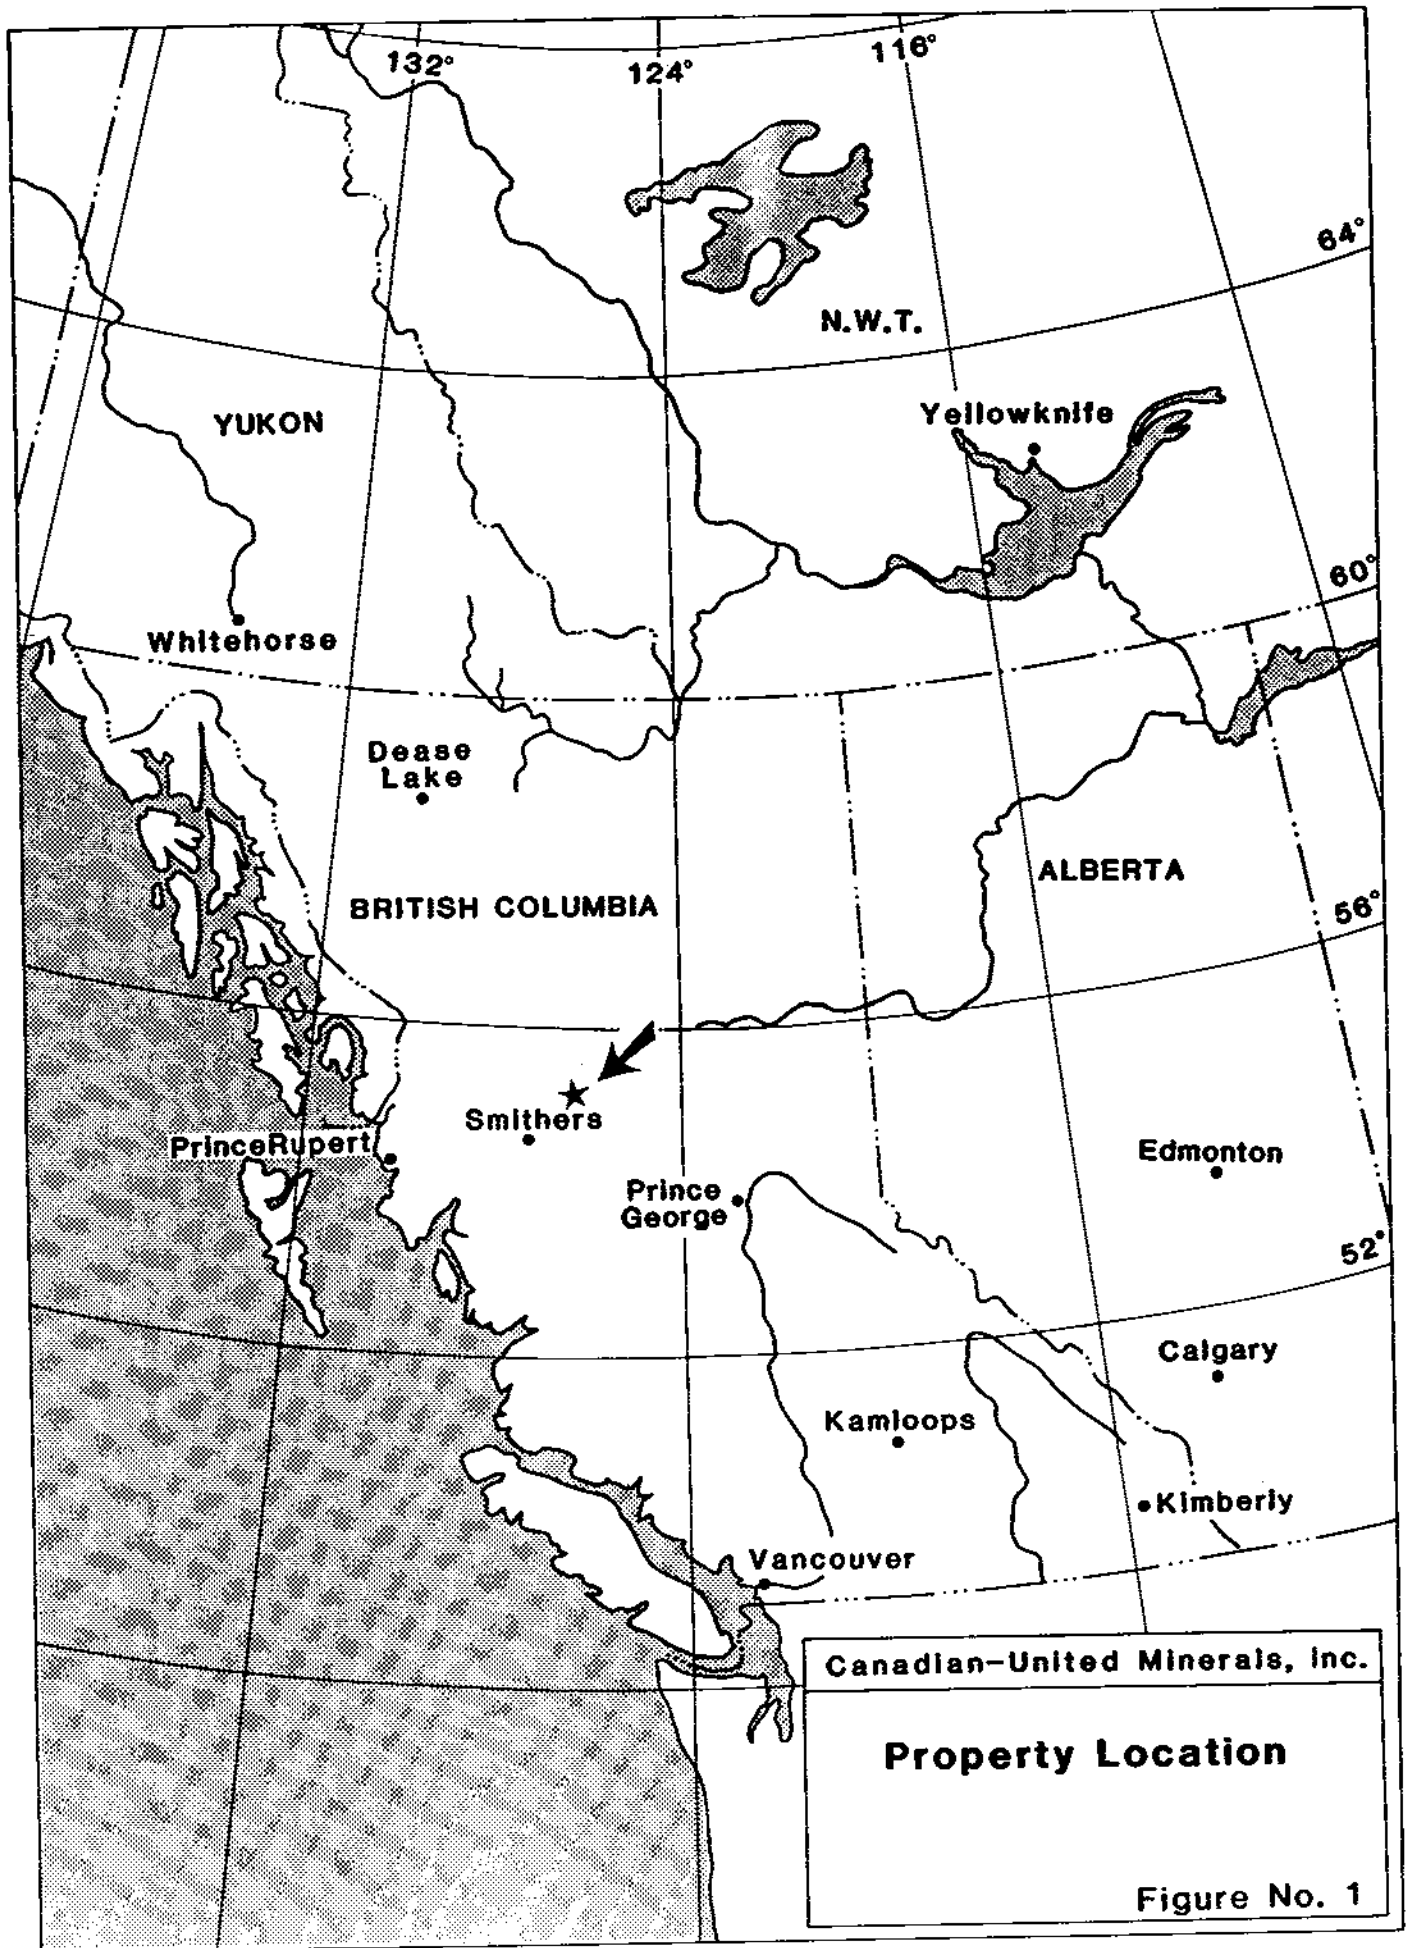 132°
124°
116°
64°
N.W.T.
YUKON
Yellowknife
60°
Whitehorse
Dease
Lake
ALBERTA
56°
BRITISH COLUMBIA
Smithers
PrinceRupert
Edmonton
Prince
George
52°
Calgary
Kamloops
Kimberly
Vancouver
Canadian-United Minerals, Inc.
Property Location
Figure No. 1